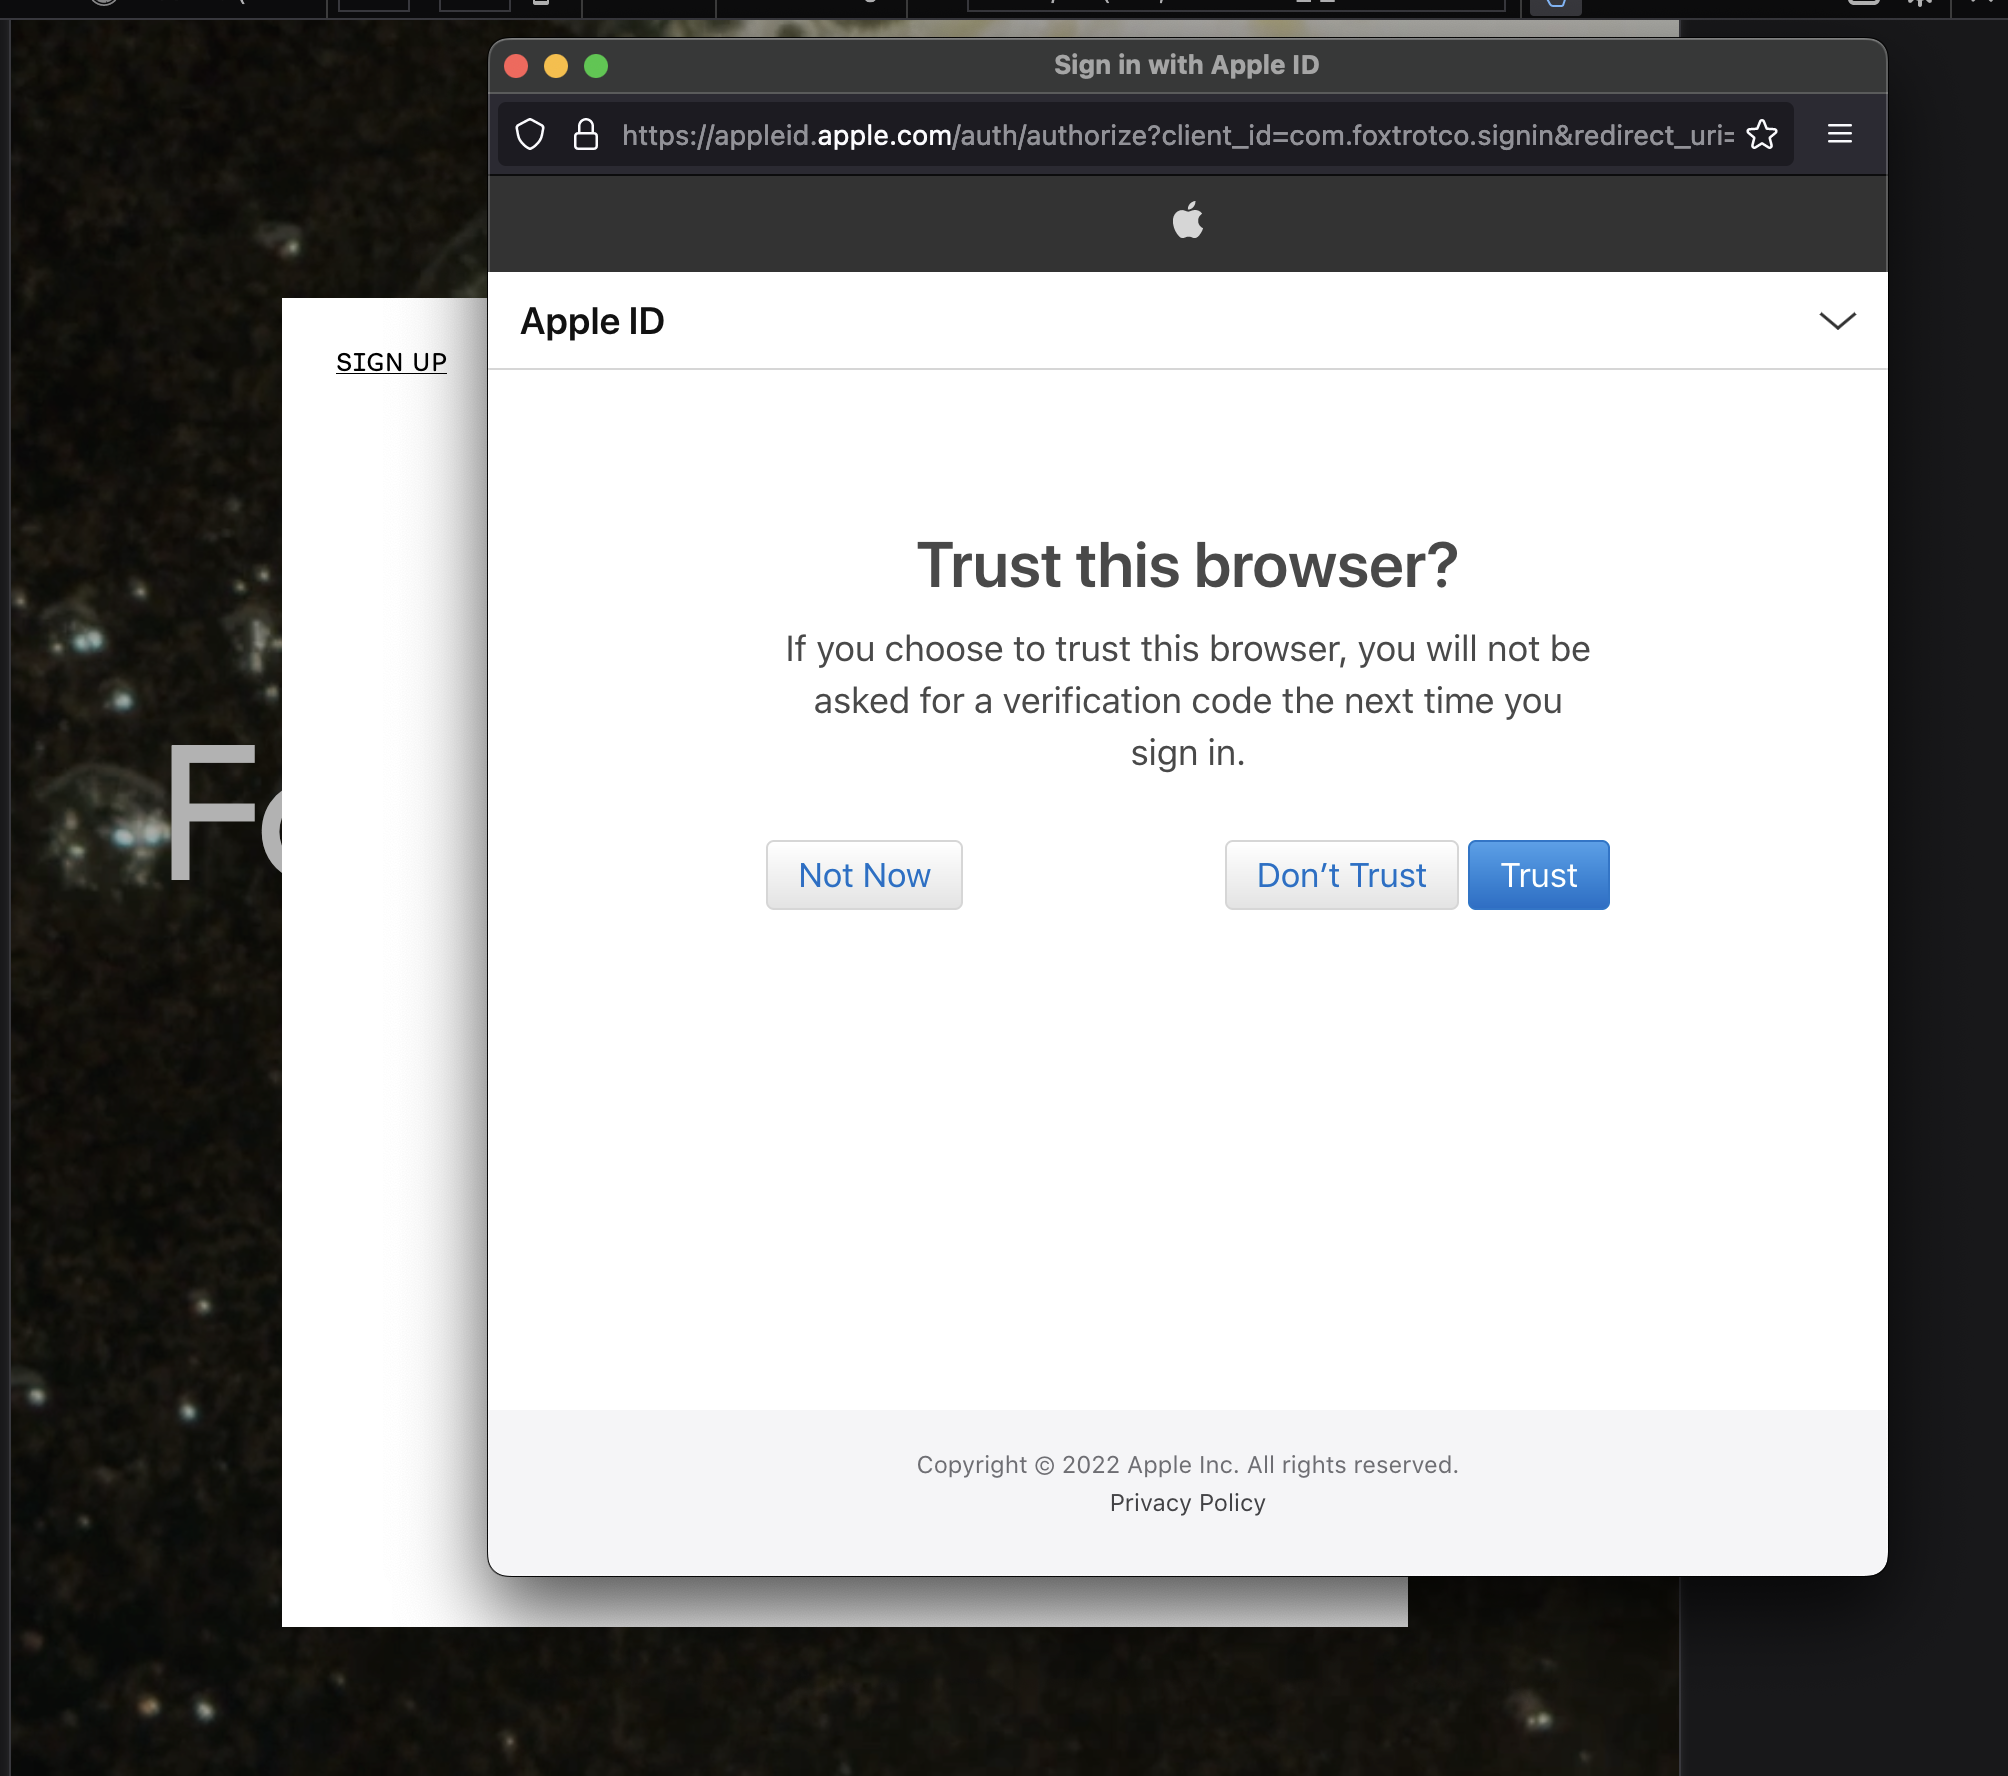 Sign in with Apple ID
https://appleid.apple.com/auth/authorize?client_id=com.foxtrotco.signin&redirect_uri=
Apple ID
SIGN UP
Trust this browser?
If you choose to trust this browser, you will not be
asked for a verification code the next time you
sign in.
Not Now
Don’t Trust
Trust
Copyright © 2022 Apple Inc. All rights reserved.
Privacy Policy